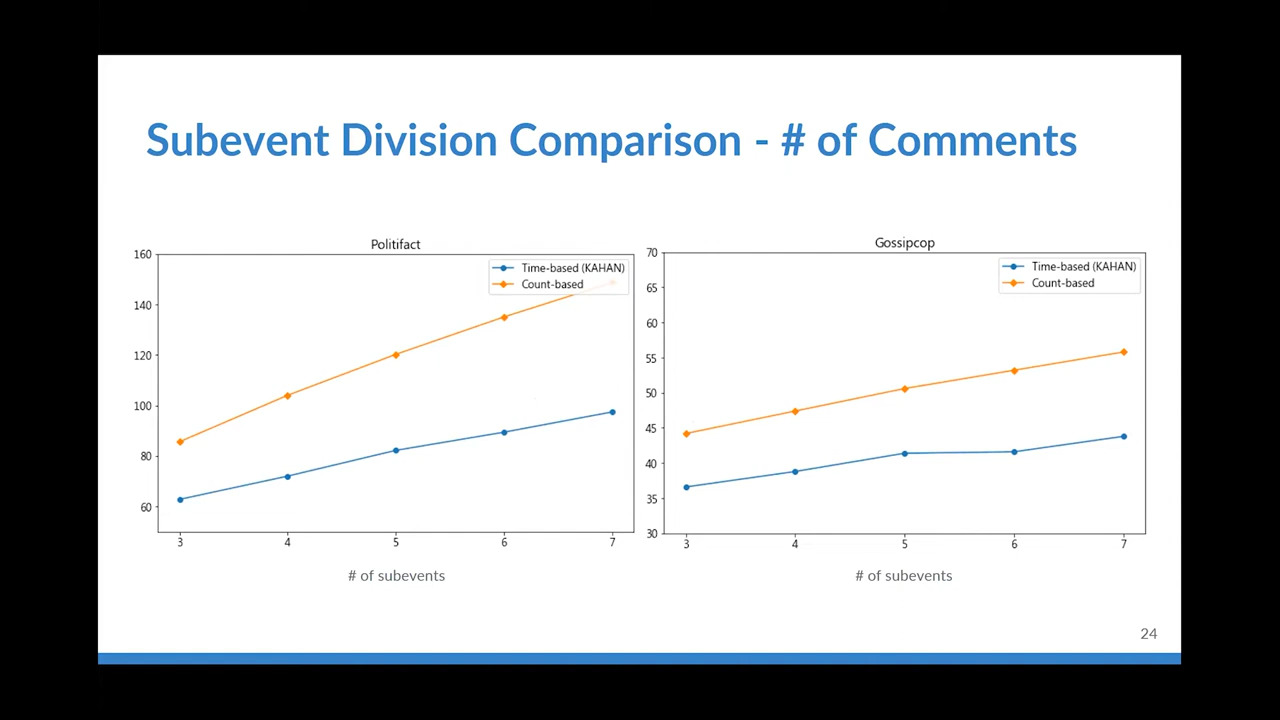 Subevent Division Comparison - # of Comments
Politifact
160
140
120
100
80
60
3 4 5 6 7
Time-based (KAHAN)
Count-based
# of subevents
Gossipcop
70
65
60
55
50
45
40
35
30
3 4 5 6 7
Time-based (KAHAN)
Count-based
# of subevents
24